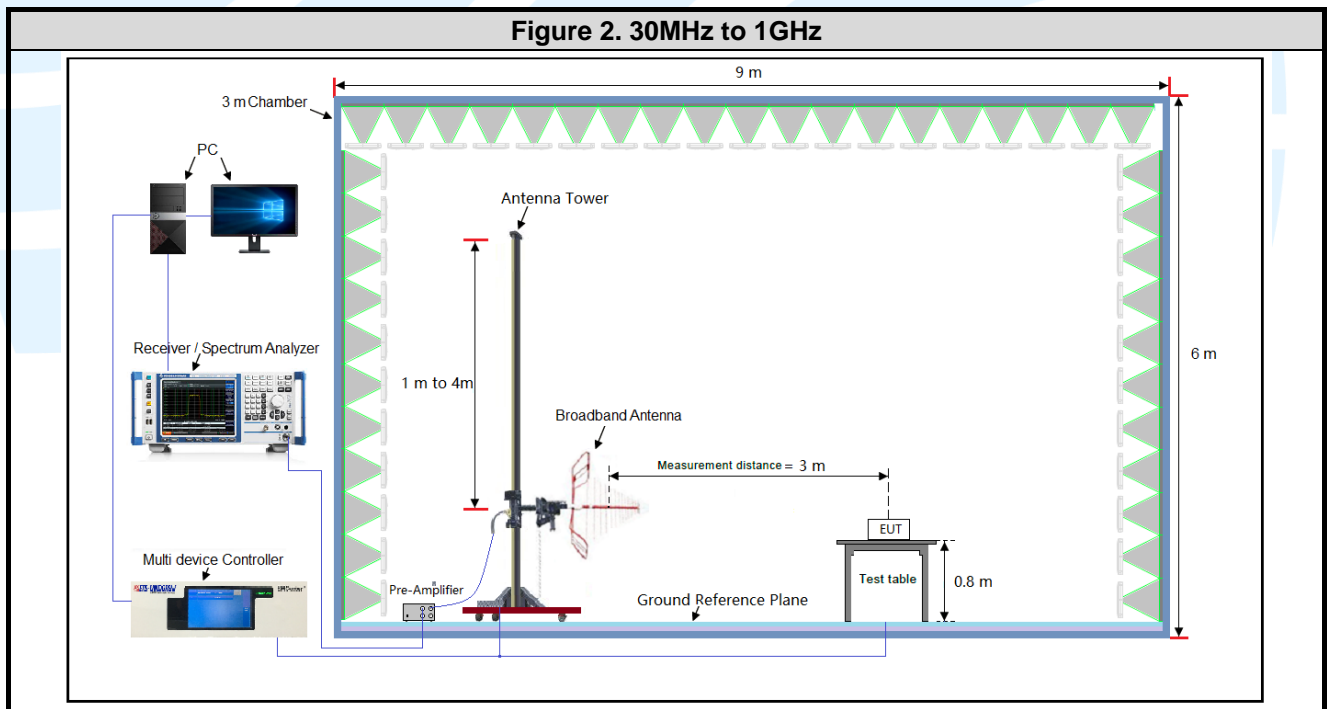 Figure 2. 30MHz to 1GHz
9 m
3 m Chamber
PC
Antenna Tower
Receiver / Spectrum Analyzer
6 m
1 m to 4m
Broadband Antenna
Measurement distance = 3 m
EUT
Multi device Controller
Pre-Amplifier
Test table
0.8 m
Ground Reference Plane